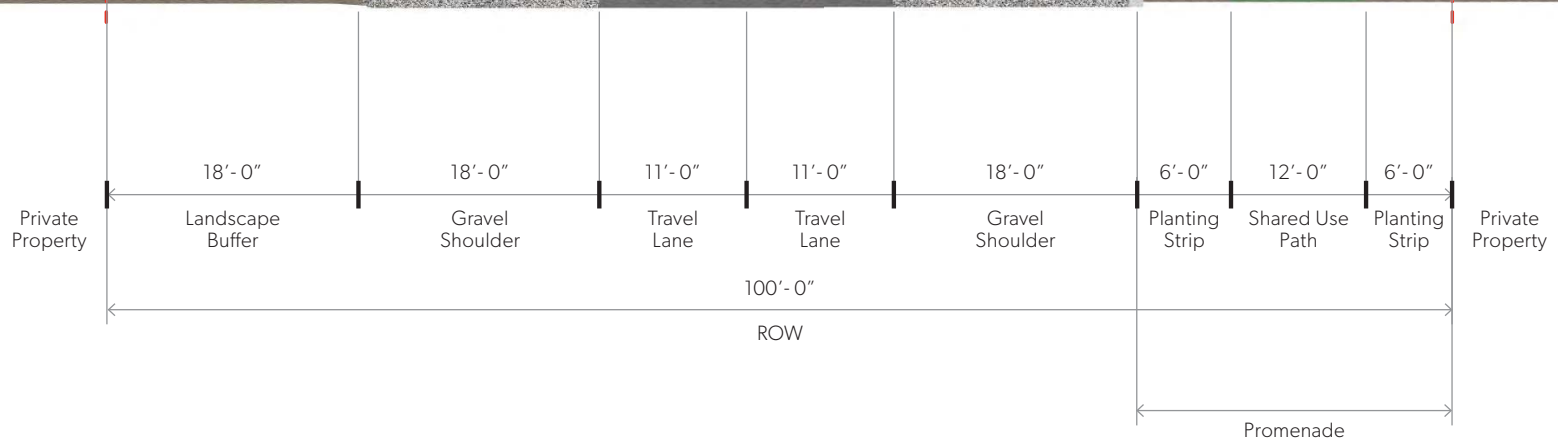 18'-0"
18'-0"
11'-0"
11'-0"
18'-0"
6'-0"
12'-0"
6'-0"
Private
Property
Landscape
Buffer
Gravel
Shoulder
Travel
Lane
Travel
Lane
Gravel
Shoulder
Planting
Strip
Shared Use
Path
Planting
Strip
Private
Property
100'-0"
ROW
Promenade